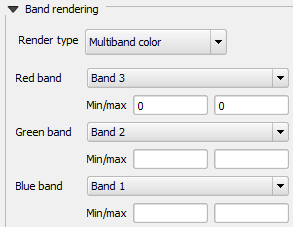 Band rendering
Render type Multiband color
Red band Band 3
Min/max 0 0
Green band Band 2
Min/max
Blue band Band 1
Min/max